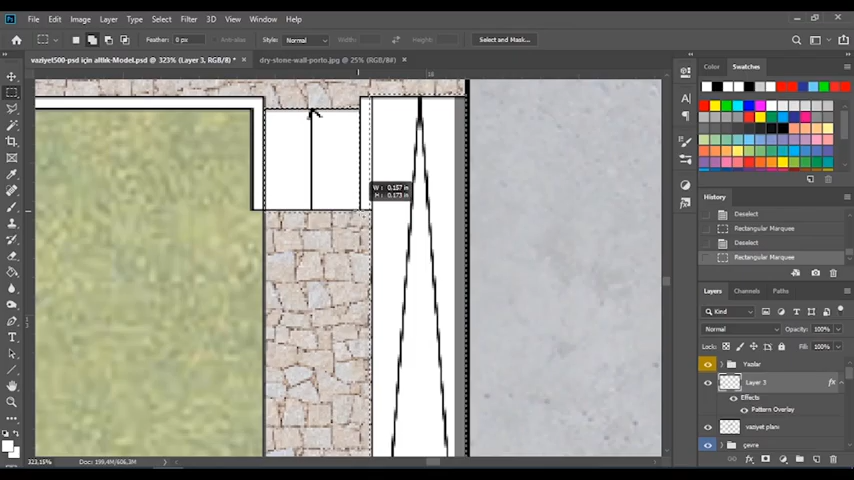 File Edit Image Layer Type Select Filter 3D View Window Help
Feather: 0 px Anti-alias Style: Normal Width: Height: Select and Mask...
vaziyet500-psd için altlık-Model.psd @ 323% (Layer 3, RGB/8) * × dry-stone-wall-porto.jpg @ 25% (RGB/8#) ×
18
W: 0.157 in
H: 0.173 in
Color Swatches
History
Deselect
Rectangular Marquee
Deselect
Rectangular Marquee
Layers Channels Paths
Kind
Normal Opacity: 100%
Lock: Fill: 100%
Yazılar
Layer 3 fx
Effects
Pattern Overlay
vaziyet planı
çevre
323,15% Doc: 199,4M/606,3M